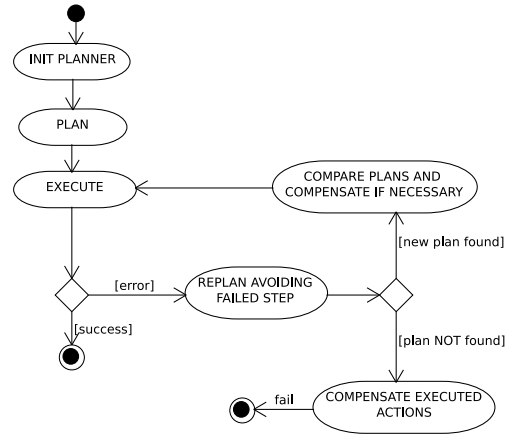 INIT PLANNER
PLAN
EXECUTE
COMPARE PLANS AND
COMPENSATE IF NECESSARY
[new plan found]
[error]
REPLAN AVOIDING
FAILED STEP
[success]
[plan NOT found]
fail
COMPENSATE EXECUTED
ACTIONS